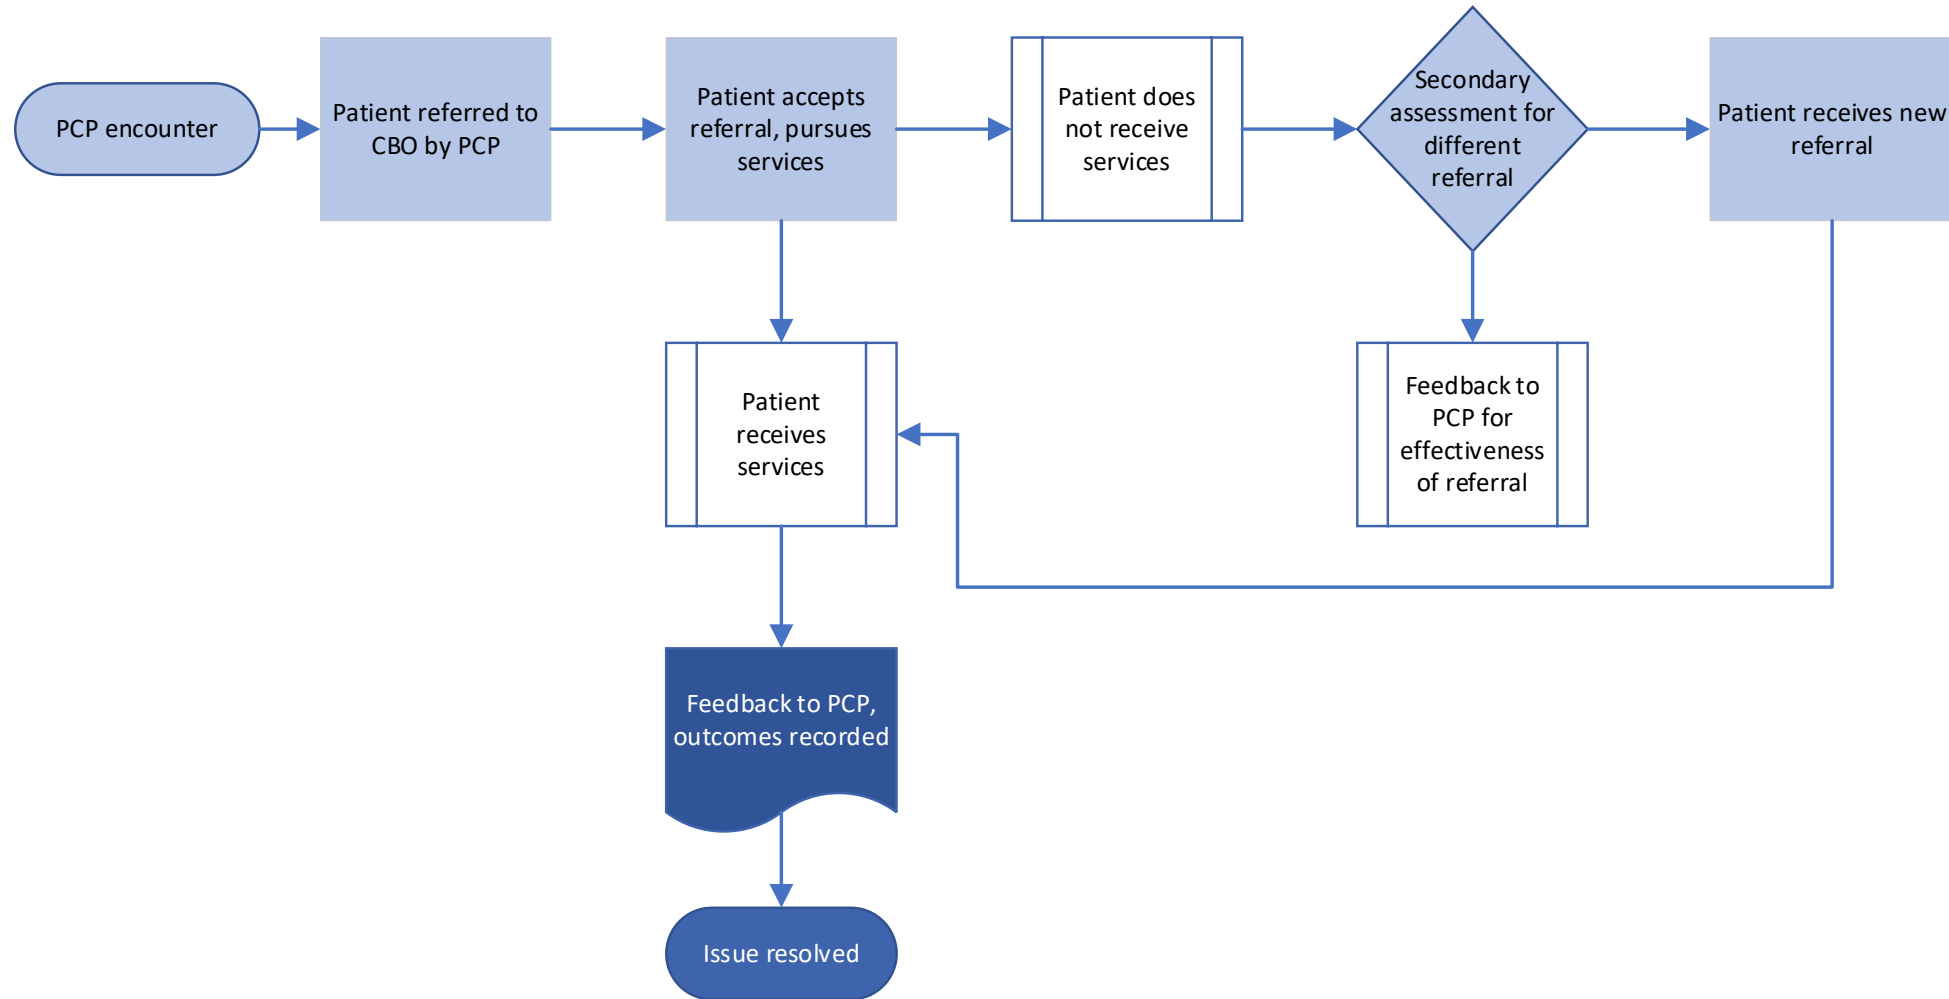 PCP encounter
Patient referred to
CBO by PCP
Patient accepts
referral, pursues
services
Patient does
not receive
services
Secondary
assessment for
different
referral
Patient receives new
referral
Patient
receives
services
Feedback to
PCP for
effectiveness
of referral
Feedback to PCP,
outcomes recorded
Issue resolved